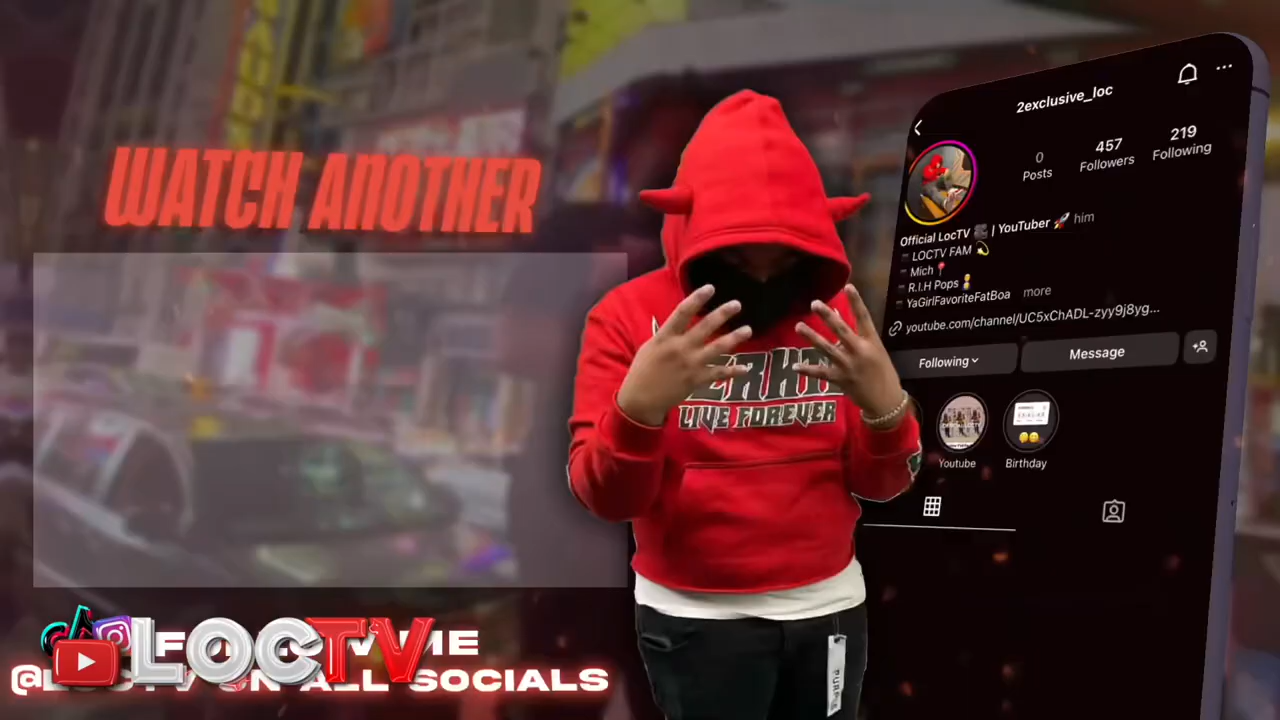 WATCH ANOTHER
2exclusive_loc
0
Posts
457
Followers
219
Following
Official LocTV | YouTuber 🚀 him
LOCTV FAM 💫
Mich 📍
R.I.H Pops
YaGirlFavoriteFatBoa more
youtube.com/channel/UC5xChADL-zyy9j8yg...
Following
Message
LIVE FOREVER
Youtube
Birthday
LOCTV
ME
ALL SOCIALS